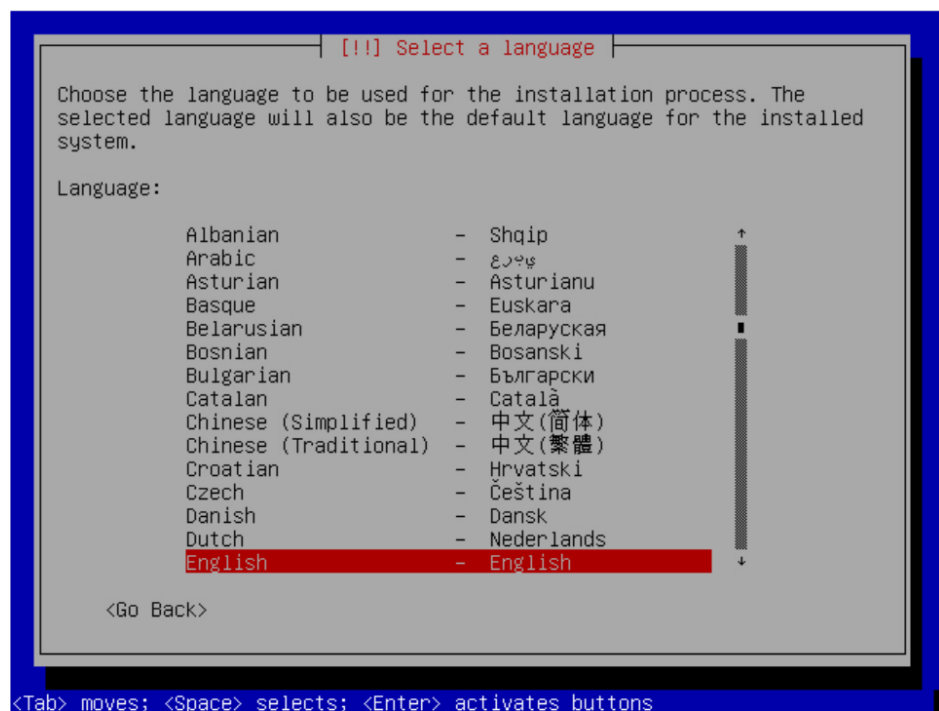 [!!] Select a language
Choose the language to be used for the installation process. The
selected language will also be the default language for the installed
system.
Language:
Albanian - Shqip
Arabic - عربي
Asturian - Asturianu
Basque - Euskara
Belarusian - Беларуская
Bosnian - Bosanski
Bulgarian - Български
Catalan - Català
Chinese (Simplified) - 中文(简体)
Chinese (Traditional) - 中文(繁體)
Croatian - Hrvatski
Czech - Čeština
Danish - Dansk
Dutch - Nederlands
English - English
<Go Back>
<Tab> moves; <Space> selects; <Enter> activates buttons